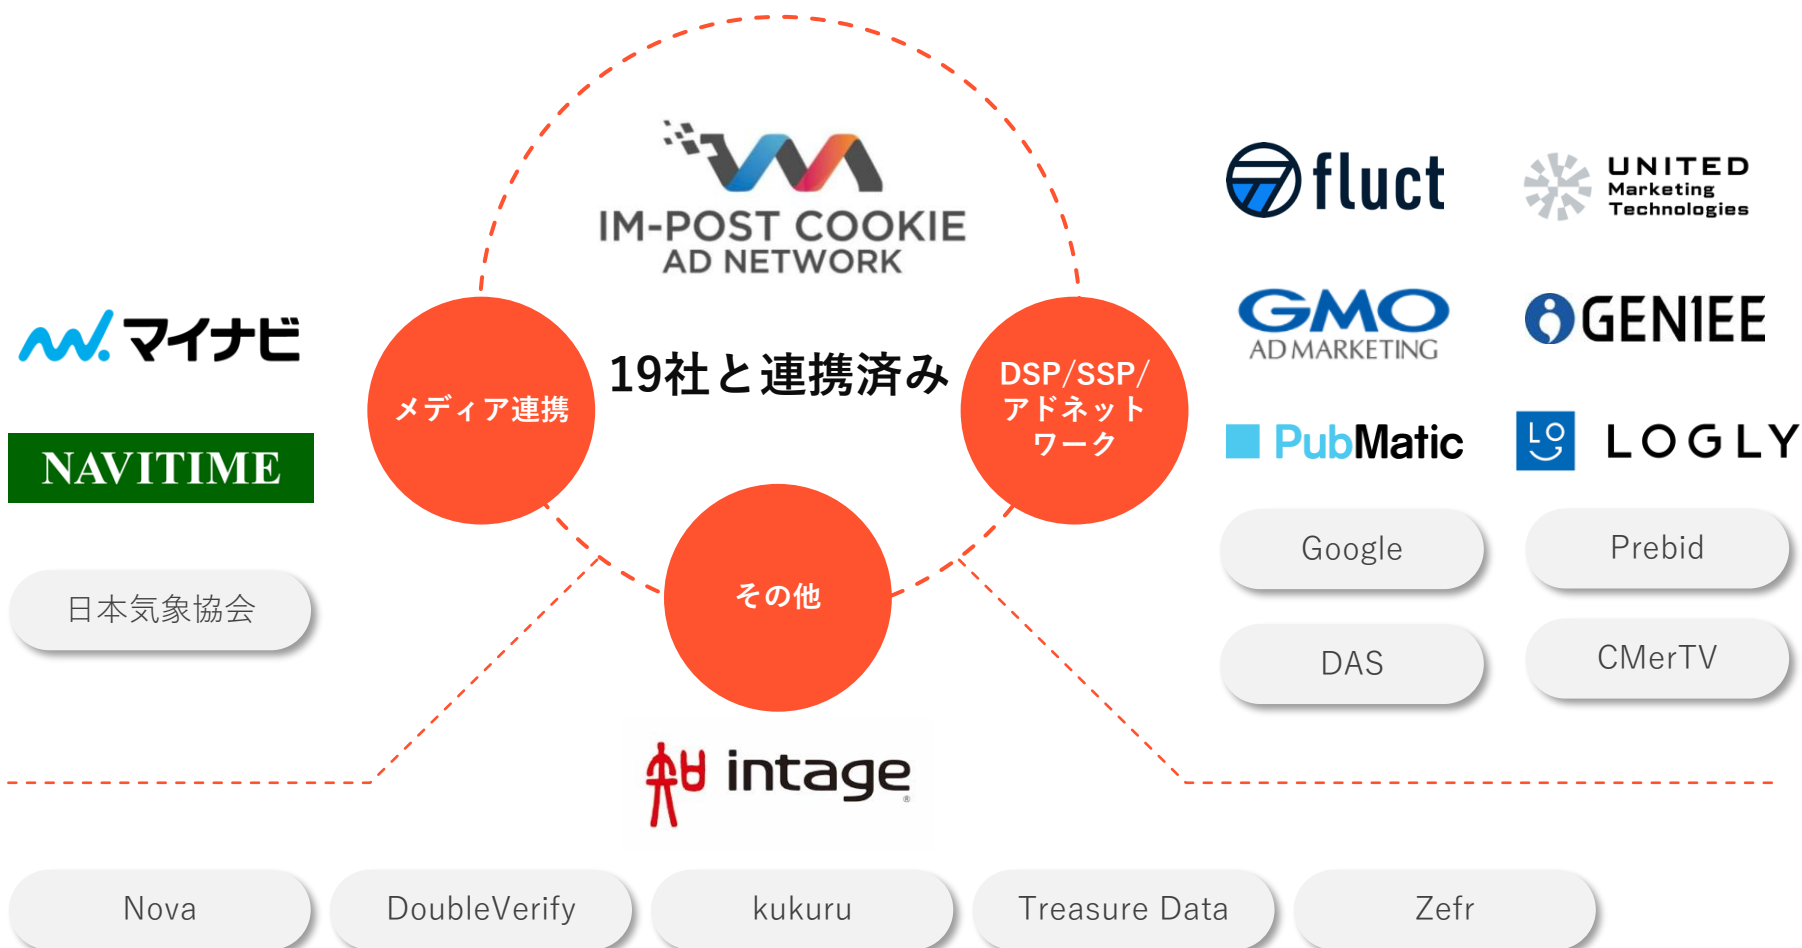 IM-POST COOKIE
AD NETWORK
19社と連携済み
メディア連携
DSP/SSP/
アドネット
ワーク
その他
マイナビ
NAVITIME
日本気象協会
fluct
UNITED
Marketing
Technologies
GMO
AD MARKETING
GENIEE
PubMatic
LOG
LOGLY
Google
Prebid
DAS
CMerTV
知 intage®
Nova
DoubleVerify
kukuru
Treasure Data
Zefr